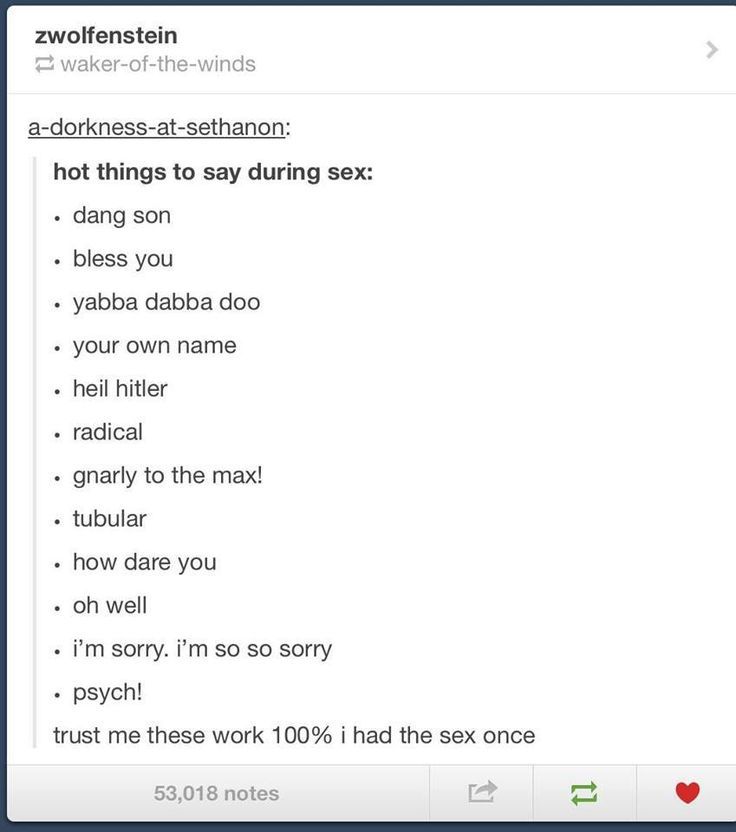 zwolfenstein
waker-of-the-winds
a-dorkness-at-sethanon:
hot things to say during sex:
• dang son
• bless you
• yabba dabba doo
• your own name
• heil hitler
• radical
• gnarly to the max!
• tubular
• how dare you
• oh well
• i'm sorry. i'm so so sorry
• psych!
trust me these work 100% i had the sex once
53,018 notes